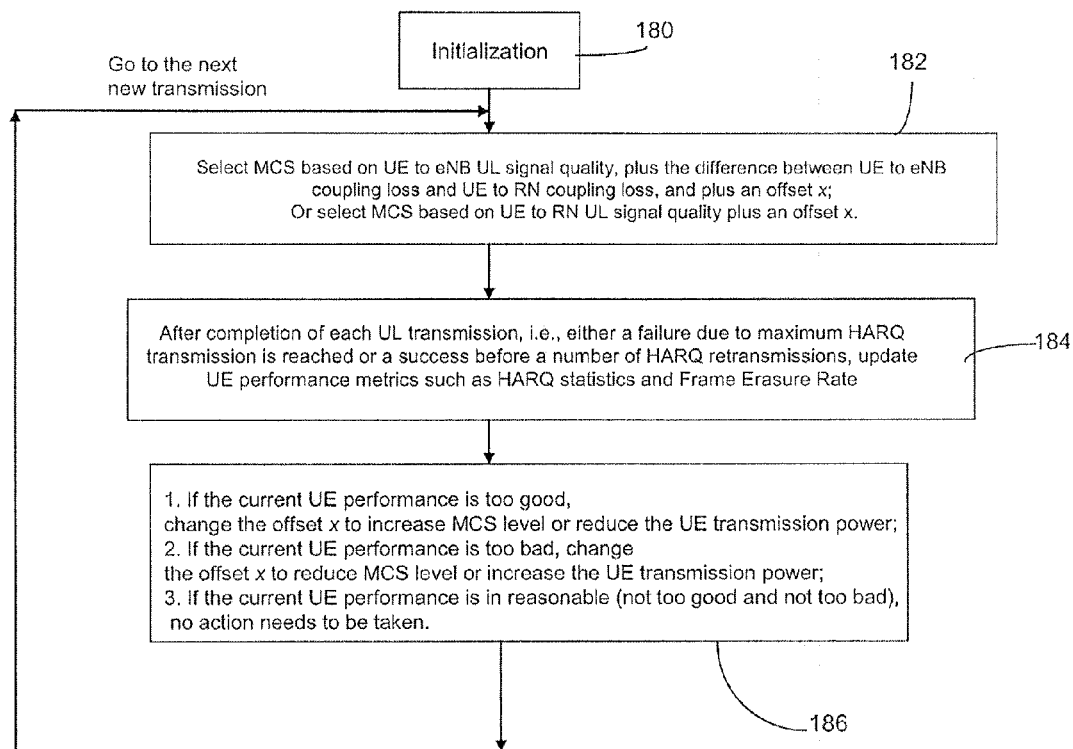 Initialization
180
Go to the next
new transmission
182
Select MCS based on UE to eNB UL signal quality, plus the difference between UE to eNB
coupling loss and UE to RN coupling loss, and plus an offset x;
Or select MCS based on UE to RN UL signal quality plus an offset x.
After completion of each UL transmission, i.e., either a failure due to maximum HARQ
transmission is reached or a success before a number of HARQ retransmissions, update
UE performance metrics such as HARQ statistics and Frame Erasure Rate
184
1. If the current UE performance is too good,
change the offset x to increase MCS level or reduce the UE transmission power;
2. If the current UE performance is too bad, change
the offset x to reduce MCS level or increase the UE transmission power;
3. If the current UE performance is in reasonable (not too good and not too bad),
no action needs to be taken.
186